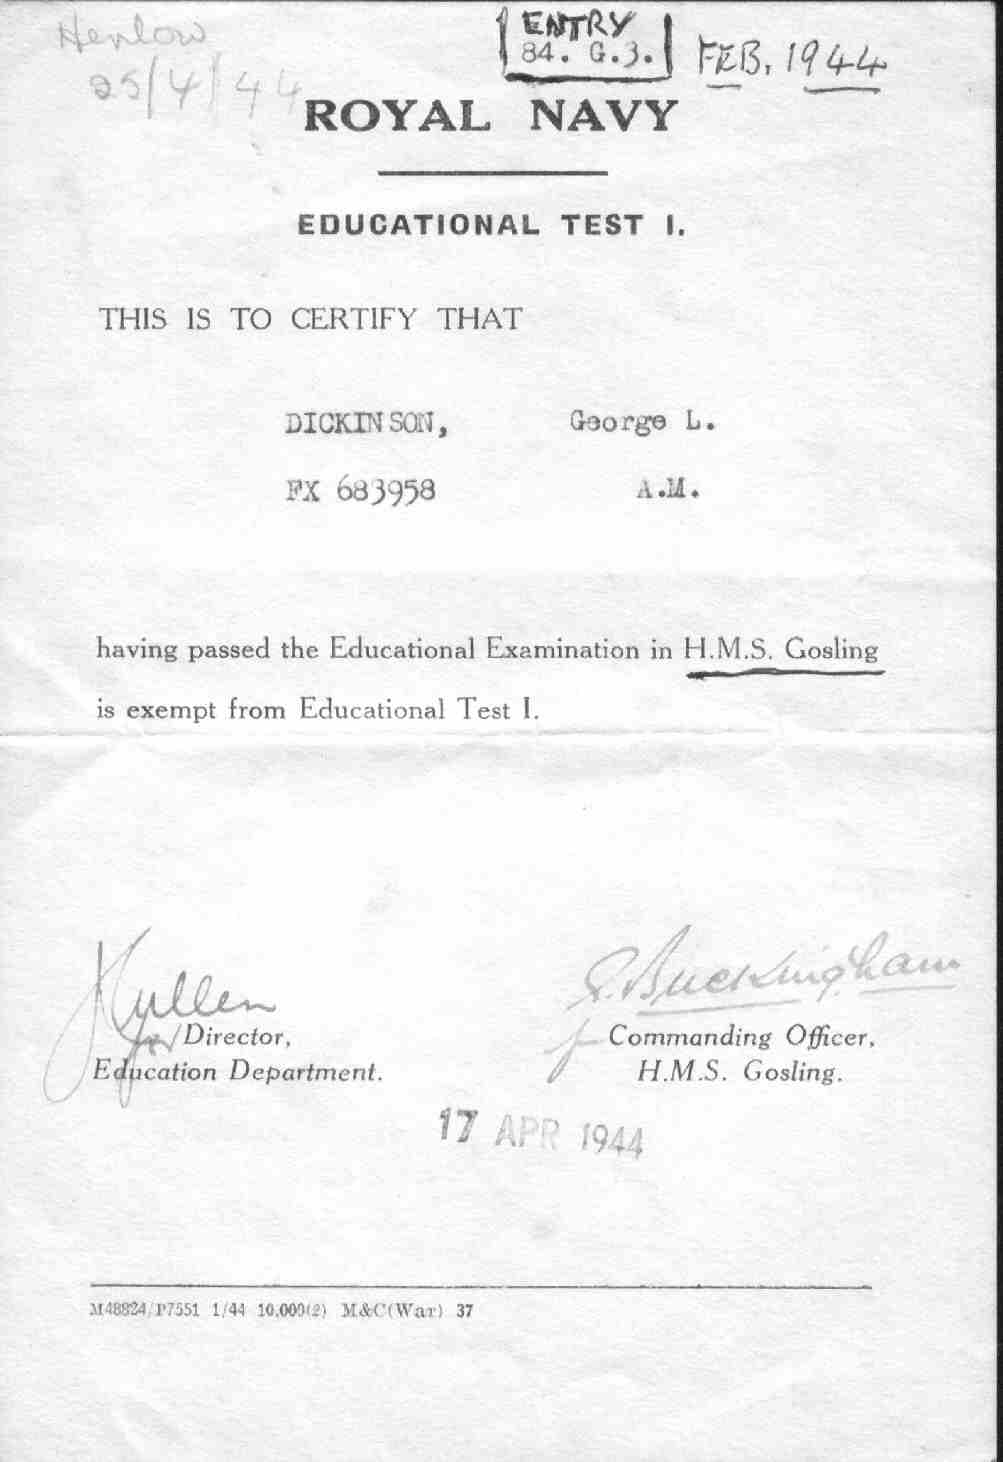 Henlow
25/4/44
ENTRY
84. G.3.
FEB, 1944
ROYAL NAVY
EDUCATIONAL TEST I.
THIS IS TO CERTIFY THAT
DICKINSON, George L.
FX 683958 A.M.
having passed the Educational Examination in H.M.S. Gosling
is exempt from Educational Test I.
Buckingham
for/Director, Commanding Officer,
Education Department. H.M.S. Gosling.
17 APR 1944
M48824/P7551 1/44 10,000(2) M&C(War) 37